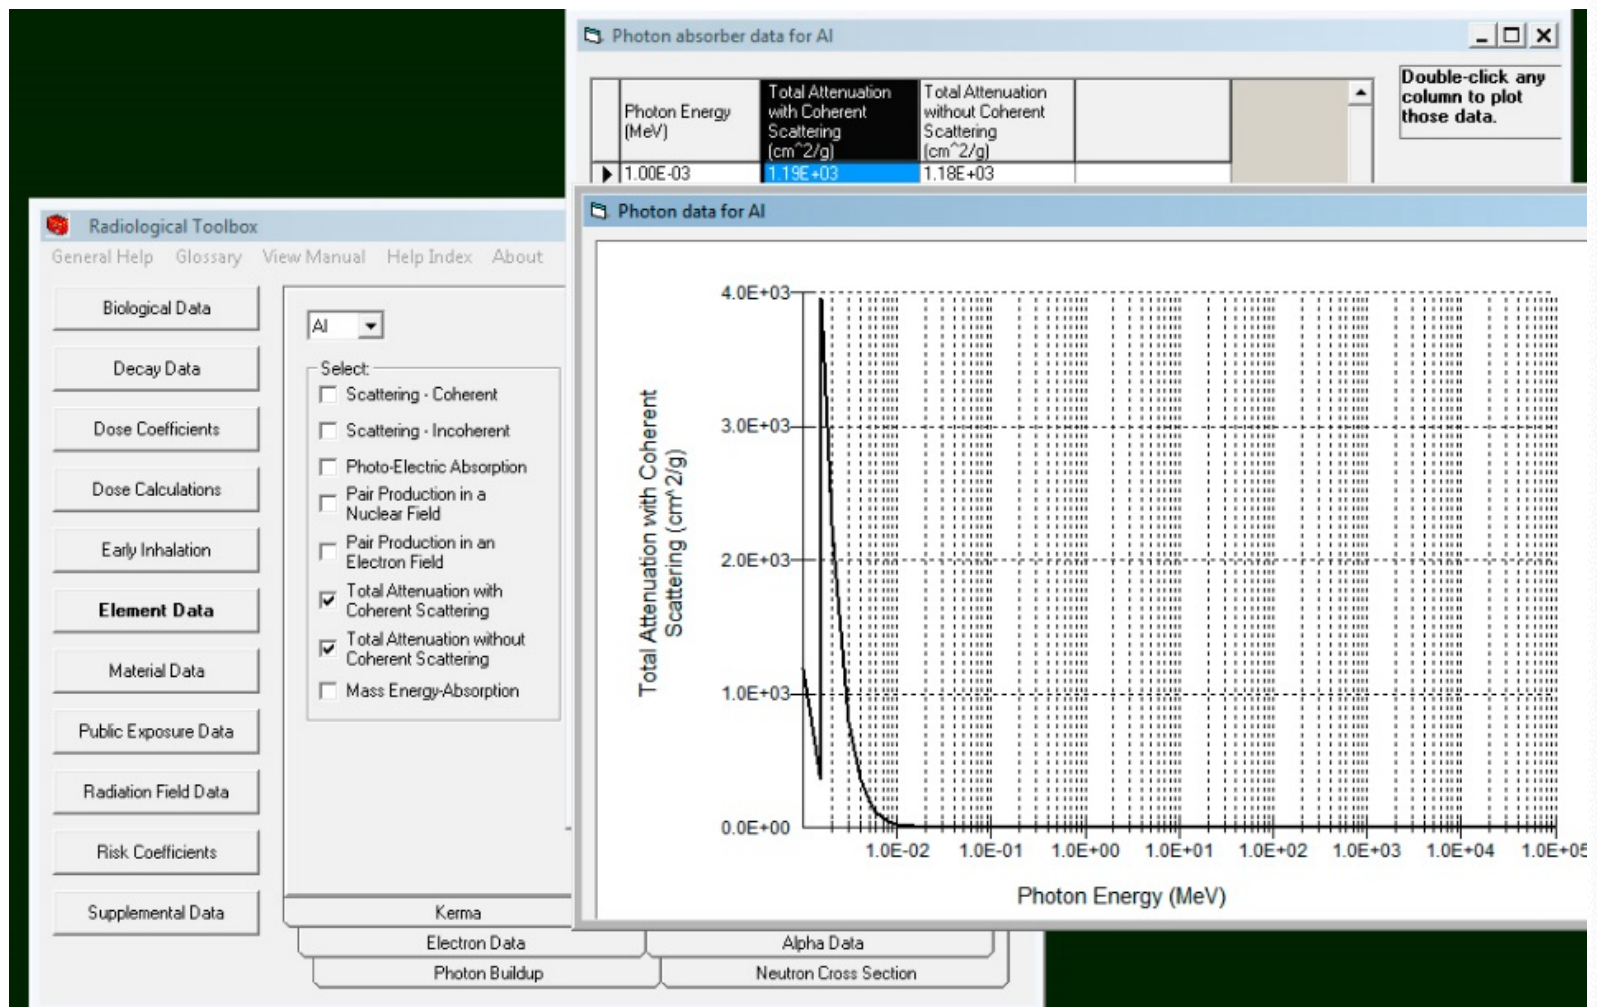 Photon absorber data for Al
Photon Energy
(MeV)
Total Attenuation
with Coherent
Scattering
(cm^2/g)
Total Attenuation
without Coherent
Scattering
(cm^2/g)
1.00E-03
1.19E+03
1.18E+03
Double-click any
column to plot
those data.
Radiological Toolbox
General Help
Glossary
View Manual
Help Index
About
Biological Data
Decay Data
Dose Coefficients
Dose Calculations
Early Inhalation
Element Data
Material Data
Public Exposure Data
Radiation Field Data
Risk Coefficients
Supplemental Data
Al
Select:
Scattering - Coherent
Scattering - Incoherent
Photo-Electric Absorption
Pair Production in a
Nuclear Field
Pair Production in an
Electron Field
Total Attenuation with
Coherent Scattering
Total Attenuation without
Coherent Scattering
Mass Energy-Absorption
Kerma
Electron Data
Alpha Data
Photon Buildup
Neutron Cross Section
Photon data for Al
Total Attenuation with Coherent
Scattering (cm^2/g)
4.0E+03
3.0E+03
2.0E+03
1.0E+03
0.0E+00
1.0E-02
1.0E-01
1.0E+00
1.0E+01
1.0E+02
1.0E+03
1.0E+04
1.0E+05
Photon Energy (MeV)